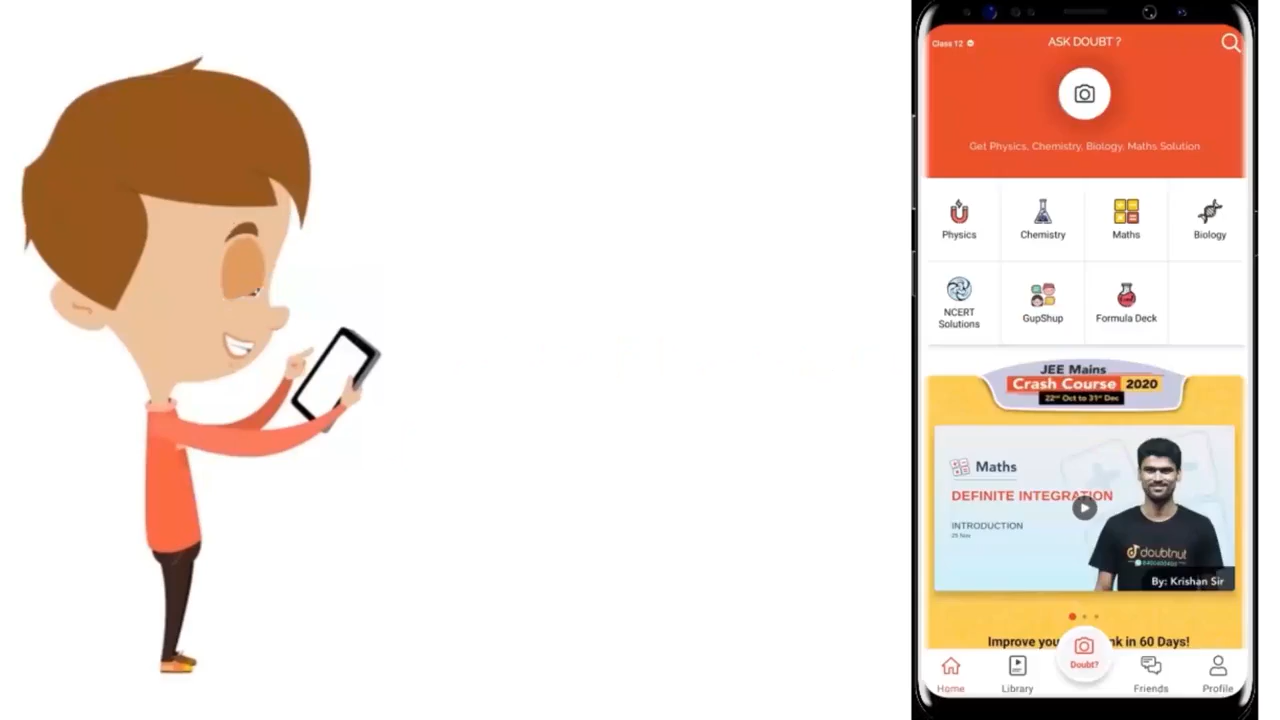 Class 12
ASK DOUBT ?
Get Physics, Chemistry, Biology, Maths Solution
Physics
Chemistry
Maths
Biology
NCERT
Solutions
GupShup
Formula Deck
JEE Mains
Crash Course 2020
22nd Oct to 31st Dec
Maths
DEFINITE INTEGRATION
INTRODUCTION
25 Nov
doubtnut
By: Krishan Sir
in 60 Days!
Improve
Doubt?
Home
Library
Friends
Profile